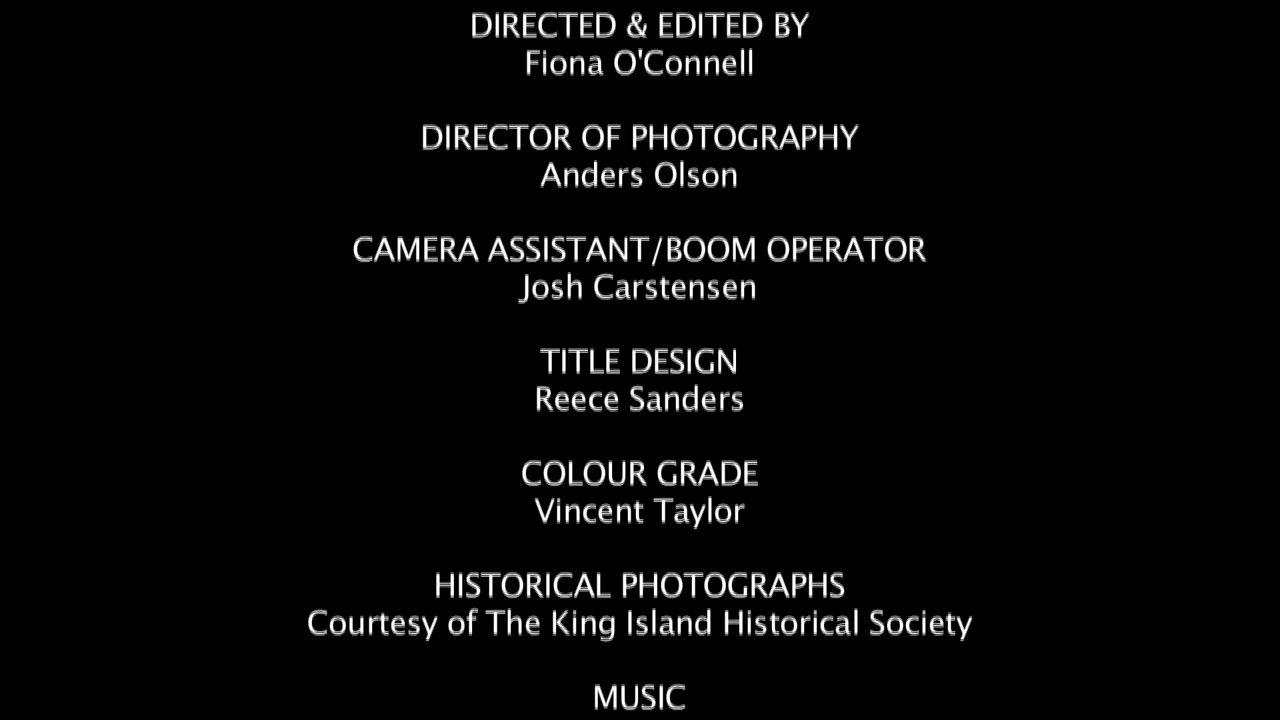 DIRECTED & EDITED BY
Fiona O'Connell
DIRECTOR OF PHOTOGRAPHY
Anders Olson
CAMERA ASSISTANT/BOOM OPERATOR
Josh Carstensen
TITLE DESIGN
Reece Sanders
COLOUR GRADE
Vincent Taylor
HISTORICAL PHOTOGRAPHS
Courtesy of The King Island Historical Society
MUSIC